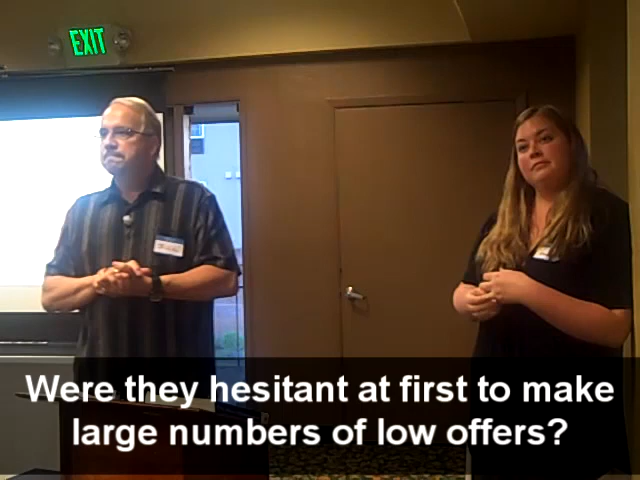 EXIT
Were they hesitant at first to make
large numbers of low offers?